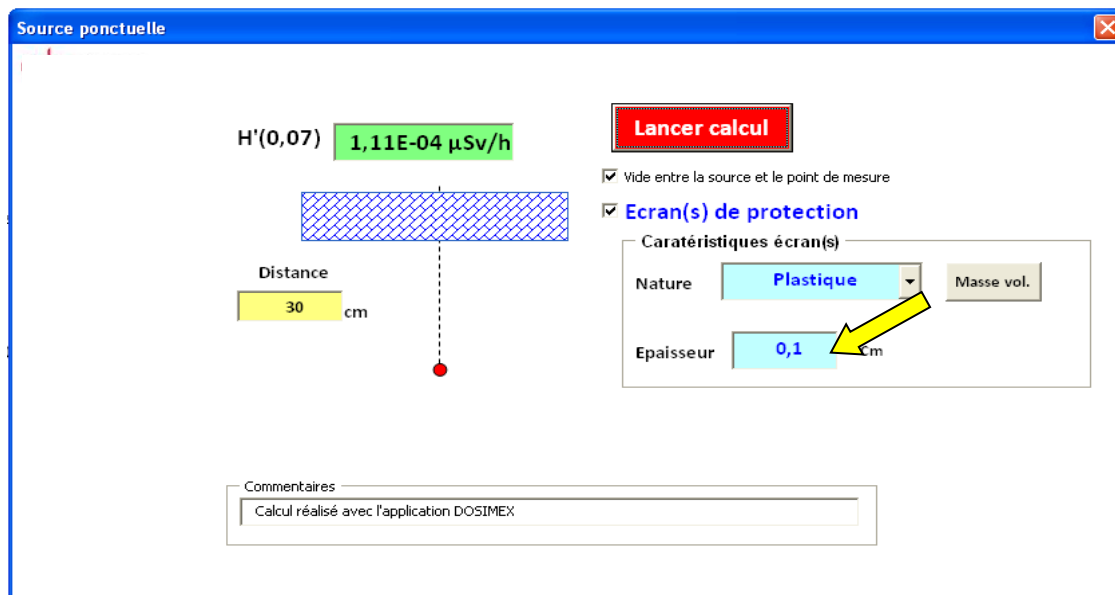 Source ponctuelle
H'(0,07)
1,11E-04 µSv/h
Lancer calcul
Vide entre la source et le point de mesure
Ecran(s) de protection
Caratéristiques écran(s)
Distance
30 cm
Nature
Plastique
Masse vol.
Epaisseur
0,1
cm
Commentaires
Calcul réalisé avec l'application DOSIMEX